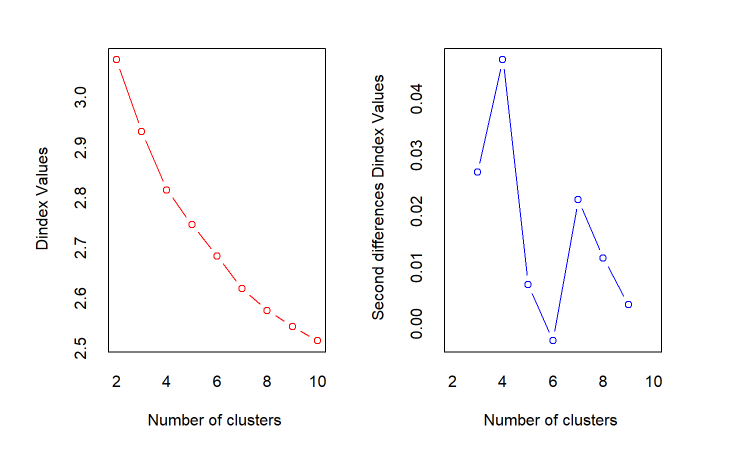 Dindex Values
3.0
2.9
2.8
2.7
2.6
2.5
2 4 6 8 10
Number of clusters
Second differences Dindex Values
0.04
0.03
0.02
0.01
0.00
2 4 6 8 10
Number of clusters